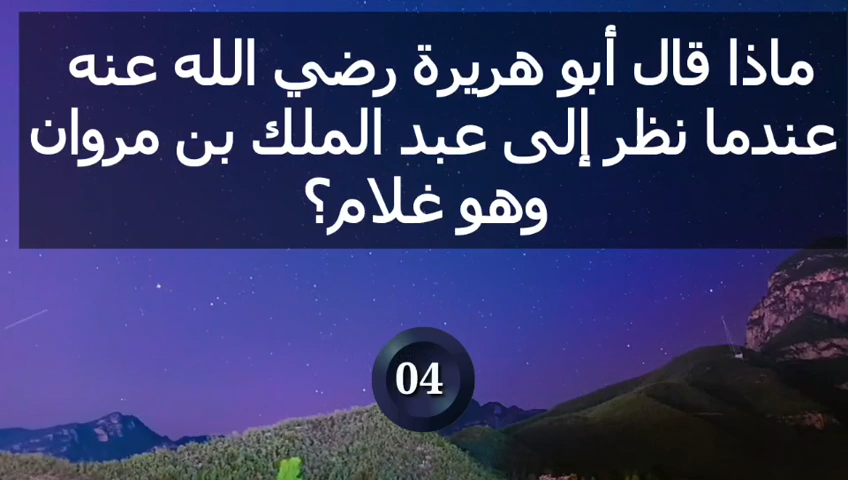 ماذا قال أبو هريرة رضي الله عنه
عندما نظر إلى عبد الملك بن مروان
وهو غلام؟
04